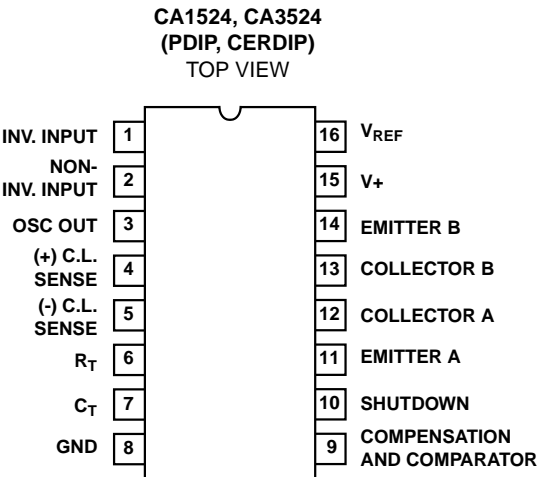 CA1524, CA3524
(PDIP, CERDIP)
TOP VIEW
INV. INPUT 1
NON-
INV. INPUT 2
OSC OUT 3
(+) C.L.
SENSE 4
(-) C.L.
SENSE 5
RT 6
CT 7
GND 8
16 VREF
15 V+
14 EMITTER B
13 COLLECTOR B
12 COLLECTOR A
11 EMITTER A
10 SHUTDOWN
9 COMPENSATION
AND COMPARATOR